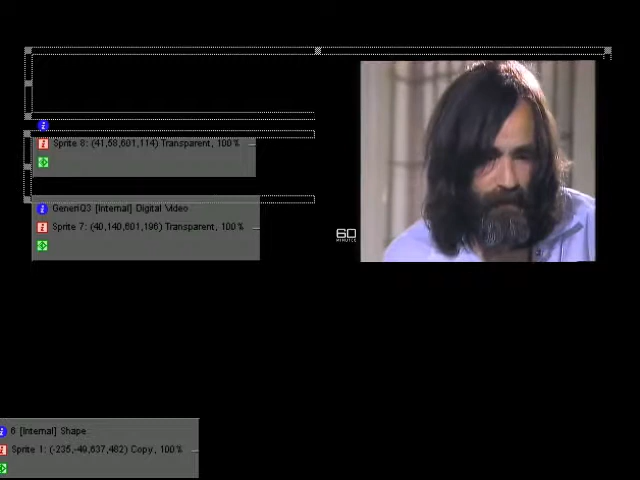 Sprite 8: (41,58,601,114) Transparent, 100%
GeneriQ3 [Internal] Digital Video
Sprite 7: (40,140,601,196) Transparent, 100%
60
MINUTES
6 [Internal] Shape
Sprite 1: (-235,-49,637,482) Copy, 100%